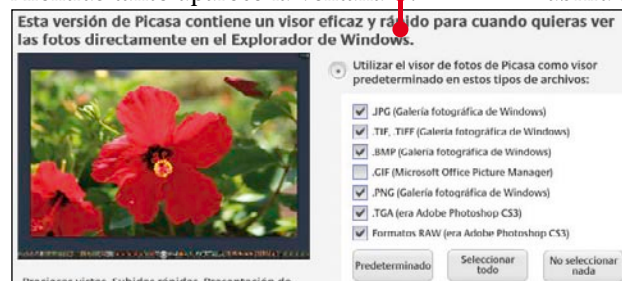 Esta versión de Picasa contiene un visor eficaz y rápido para cuando quieras ver
las fotos directamente en el Explorador de Windows.
Utilizar el visor de fotos de Picasa como visor
predeterminado en estos tipos de archivos:
.JPG (Galería fotográfica de Windows)
.TIF, .TIFF (Galería fotográfica de Windows)
.BMP (Galería fotográfica de Windows)
.GIF (Microsoft Office Picture Manager)
.PNG (Galería fotográfica de Windows)
.TGA (era Adobe Photoshop CS3)
Formatos RAW (era Adobe Photoshop CS3)
Predeterminado
Seleccionar
todo
No seleccionar
nada